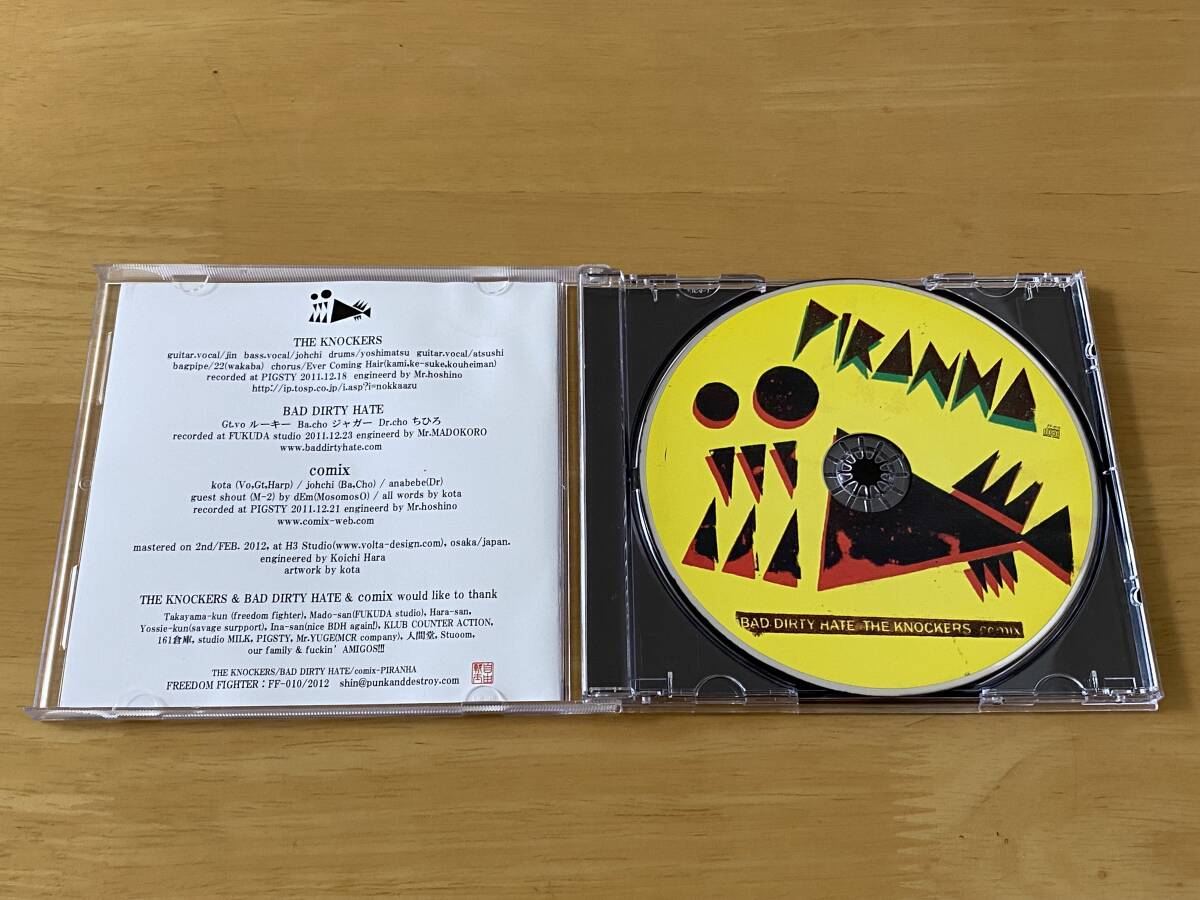 THE KNOCKERS
guitar.vocal/jin bass.vocal/johchi drums/yoshimatsu guitar.vocal/atsushi
bagpipe/22(wakaba) chorus/Ever Coming Hair(kami,ke-suke,kouheiman)
recorded at PIGSTY 2011.12.18 engineerd by Mr.hoshino
http://ip.tosp.co.jp/i.asp?i=nokkaazu
BAD DIRTY HATE
Gt.vo ルーキー Ba.cho ジャガー Dr.cho ちひろ
recorded at FUKUDA studio 2011.12.23 engineerd by Mr.MADOKORO
www.baddirtyhate.com
comix
kota (Vo,Gt,Harp) / johchi (Ba,Cho) / anabebe(Dr)
guest shout (M-2) by dEm(MosomosO) / all words by kota
recorded at PIGSTY 2011.12.21 engineerd by Mr.hoshino
www.comix-web.com
mastered on 2nd/FEB. 2012, at H3 Studio(www.volta-design.com), osaka/japan.
engineered by Koichi Hara
artwork by kota
THE KNOCKERS & BAD DIRTY HATE & comix would like to thank
Takayama-kun (freedom fighter), Mado-san(FUKUDA studio), Hara-san,
Yossie-kun(savage surpport), Ina-san(nice BDH again!), KLUB COUNTER ACTION,
161倉庫, studio MILK, PIGSTY, Mr.YUGE(MCR company), 人間堂, Stuoom,
our family & fuckin' AMIGOS!!!
THE KNOCKERS/BAD DIRTY HATE/comix-PIRANHA
FREEDOM FIGHTER : FF-010/2012 shin@punkanddestroy.com
PIRANHA
BAD DIRTY HATE THE KNOCKERS comix